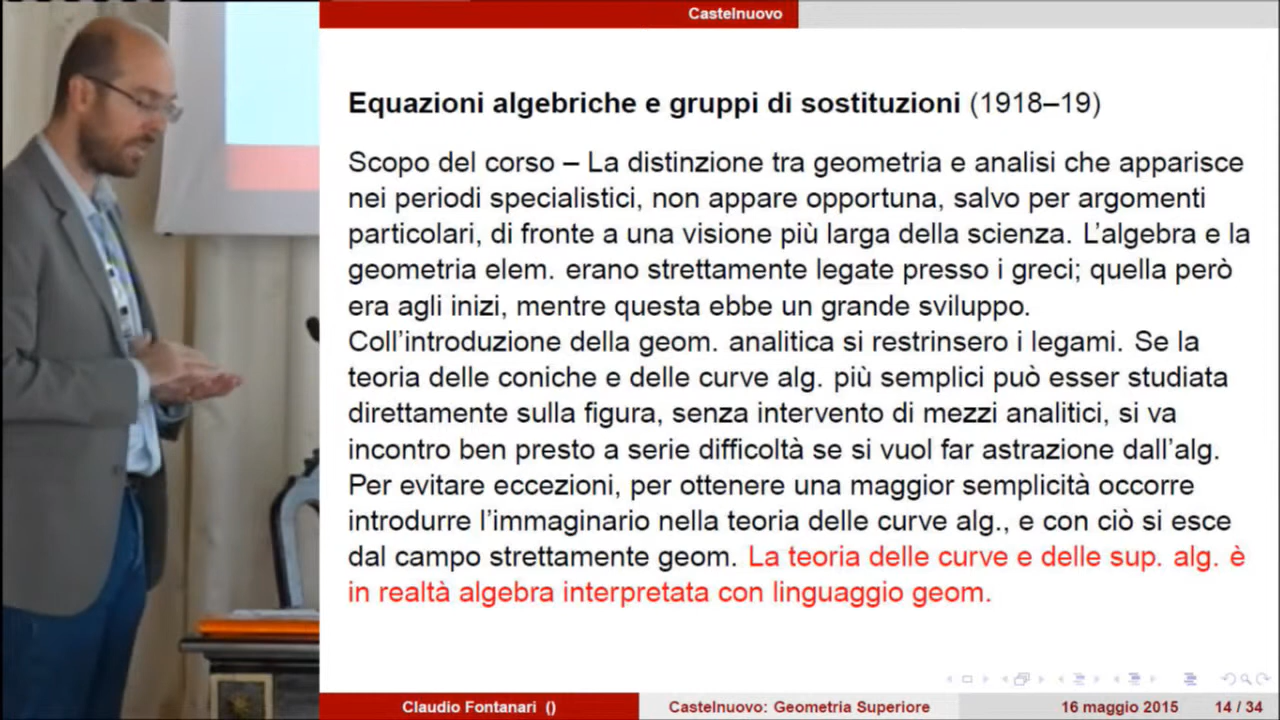 Castelnuovo
Equazioni algebriche e gruppi di sostituzioni (1918–19)
Scopo del corso – La distinzione tra geometria e analisi che apparisce
nei periodi specialistici, non appare opportuna, salvo per argomenti
particolari, di fronte a una visione più larga della scienza. L'algebra e la
geometria elem. erano strettamente legate presso i greci; quella però
era agli inizi, mentre questa ebbe un grande sviluppo.
Coll'introduzione della geom. analitica si restrinsero i legami. Se la
teoria delle coniche e delle curve alg. più semplici può esser studiata
direttamente sulla figura, senza intervento di mezzi analitici, si va
incontro ben presto a serie difficoltà se si vuol far astrazione dall'alg.
Per evitare eccezioni, per ottenere una maggior semplicità occorre
introdurre l'immaginario nella teoria delle curve alg., e con ciò si esce
dal campo strettamente geom. La teoria delle curve e delle sup. alg. è
in realtà algebra interpretata con linguaggio geom.
Claudio Fontanari () Castelnuovo: Geometria Superiore 16 maggio 2015 14 / 34